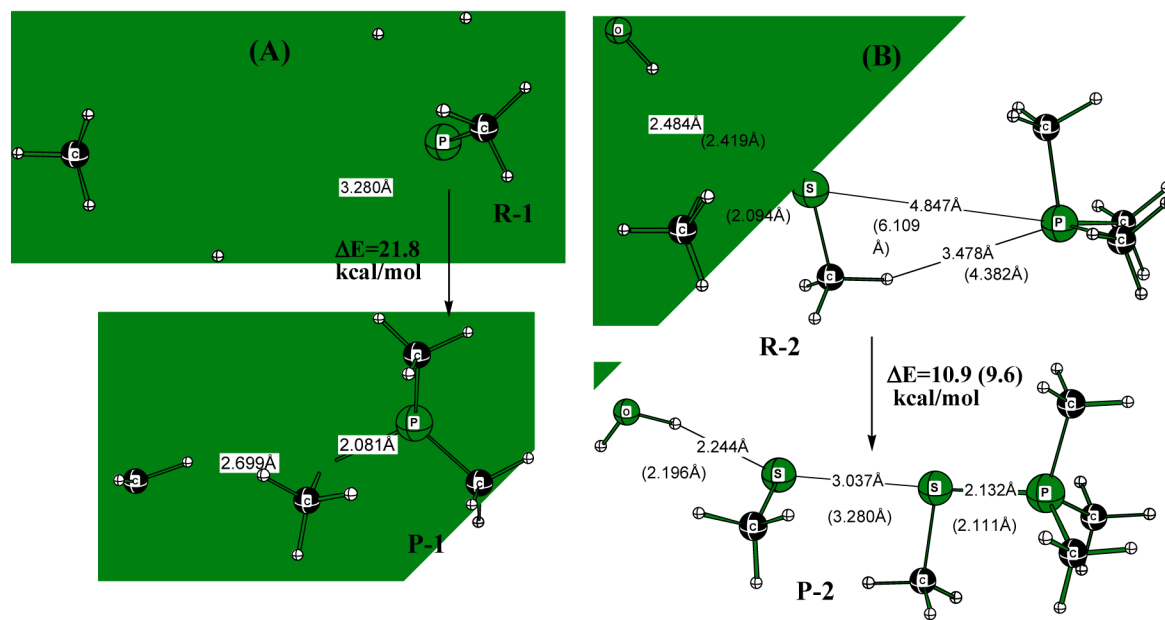 (A)
P
C
C
3.280Å
R-1
ΔE=21.8
kcal/mol
C
P
2.081Å
2.699Å
C
C
C
P-1
O
(B)
2.484Å
(2.419Å)
C
S
C
(2.094Å)
4.847Å
P
C
C
(6.109
Å)
3.478Å
(4.382Å)
C
C
R-2
ΔE=10.9 (9.6)
kcal/mol
C
O
2.244Å
(2.196Å)
S
3.037Å
S
2.132Å
P
(3.280Å)
(2.111Å)
C
C
C
C
P-2